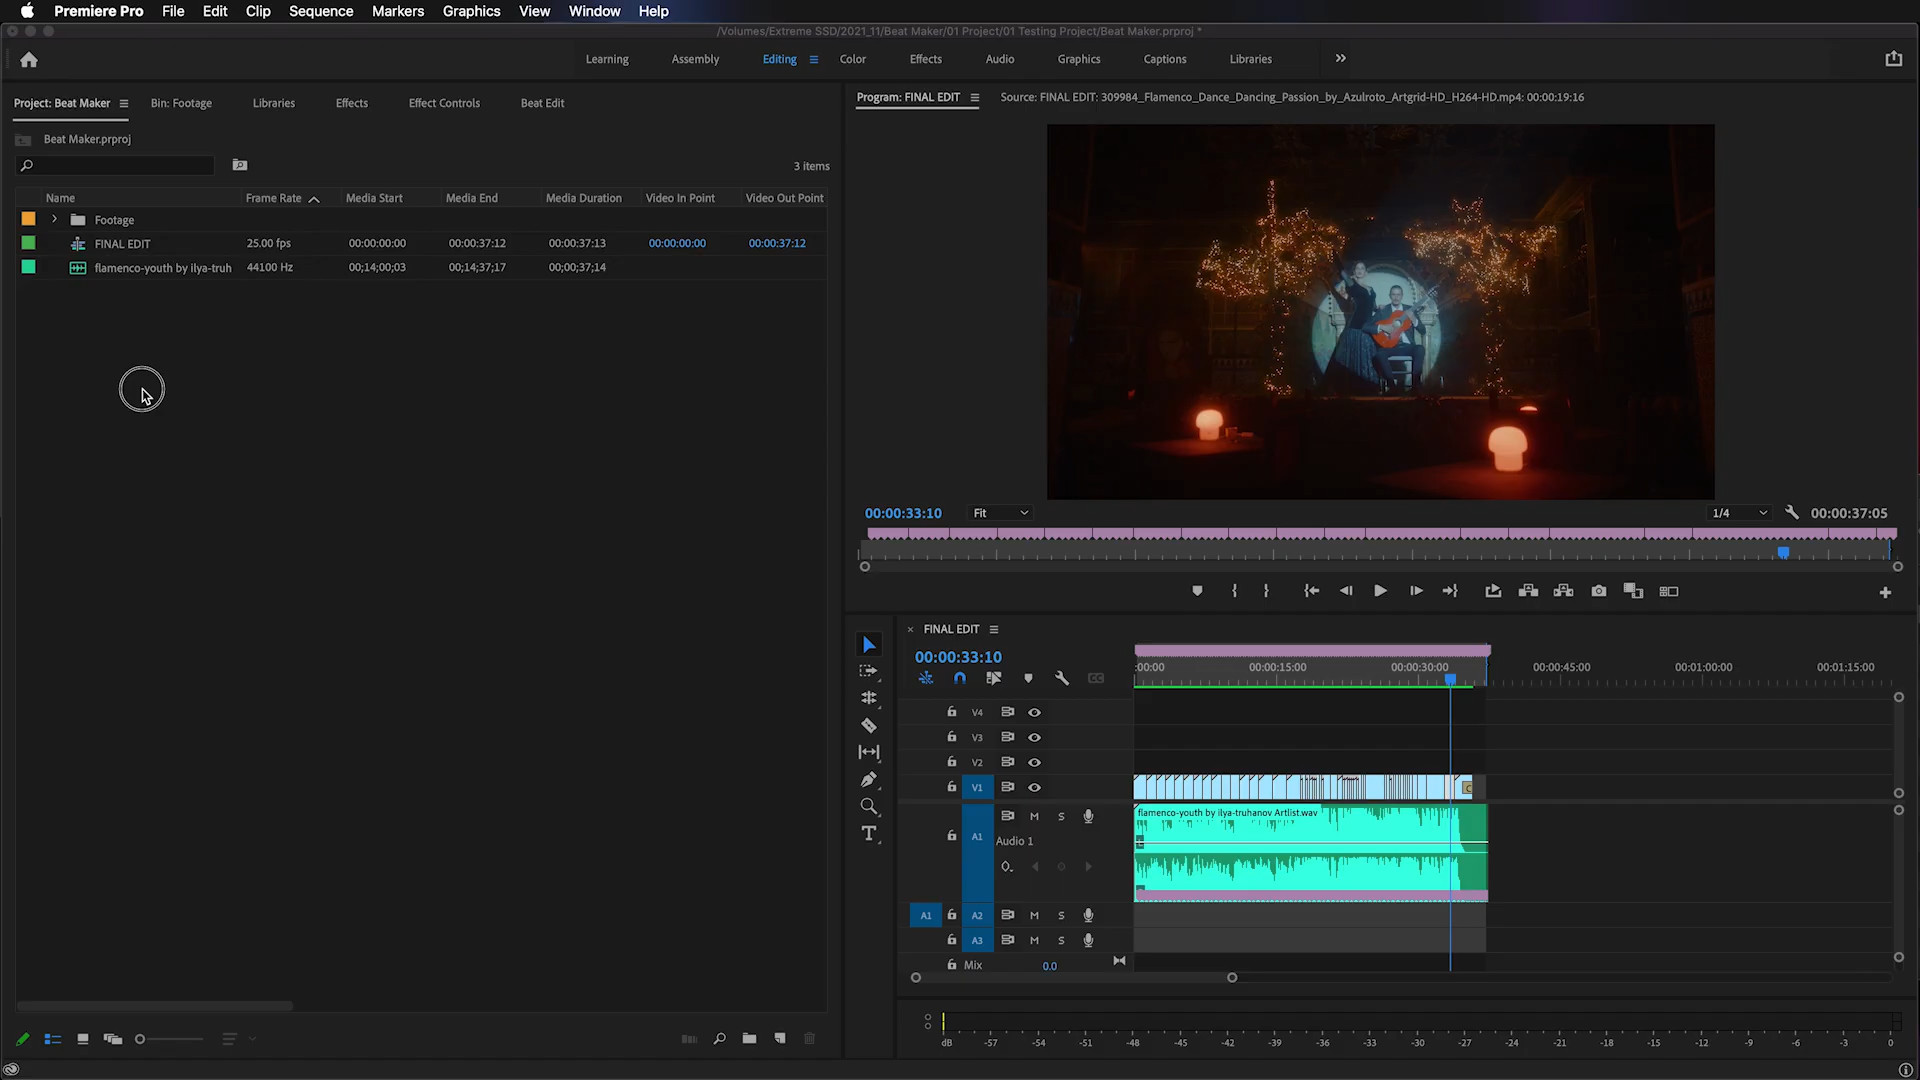 Premiere Pro File Edit Clip Sequence Markers Graphics View Window Help
/Volumes/Extreme SSD/2021_11/Beat Maker/01 Project/01 Testing Project/Beat Maker.prproj *
Learning Assembly Editing Color Effects Audio Graphics Captions Libraries
Project: Beat Maker Bin: Footage Libraries Effects Effect Controls Beat Edit
Program: FINAL EDIT Source: FINAL EDIT: 309984_Flamenco_Dance_Dancing_Passion_by_Azulroto_Artgrid-HD_H264-HD.mp4: 00:00:19:16
Beat Maker.prproj
3 items
Name Frame Rate Media Start Media End Media Duration Video In Point Video Out Point
Footage
FINAL EDIT 25.00 fps 00:00:00:00 00:00:37:12 00:00:37:13 00:00:00:00 00:00:37:12
flamenco-youth by ilya-truh 44100 Hz 00;14;00;03 00;14;37;17 00;00;37;14
00:00:33:10 Fit 1/4 00:00:37:05
FINAL EDIT
00:00:33:10
:00:00 00:00:15:00 00:00:30:00 00:00:45:00 00:01:00:00 00:01:15:00
V4
V3
V2
V1
flamenco-youth by ilya-truhanov Artlist.wav
A1 M S
Audio 1
A1 A2 M S
A3 M S
Mix 0.0
dB -57 -54 -51 -48 -45 -42 -39 -36 -33 -30 -27 -24 -21 -18 -15 -12 -9 -6 -3 0